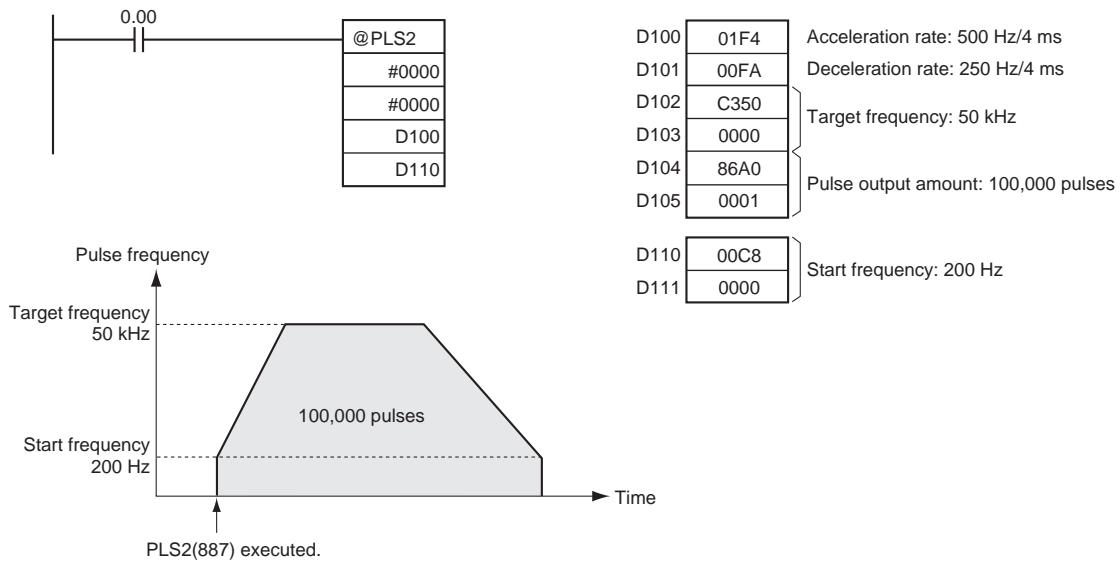 0.00
@PLS2
#0000
#0000
D100
D110
D100 01F4 Acceleration rate: 500 Hz/4 ms
D101 00FA Deceleration rate: 250 Hz/4 ms
D102 C350
Target frequency: 50 kHz
D103 0000
D104 86A0
Pulse output amount: 100,000 pulses
D105 0001
D110 00C8
Start frequency: 200 Hz
D111 0000
Pulse frequency
Target frequency
50 kHz
100,000 pulses
Start frequency
200 Hz
Time
PLS2(887) executed.